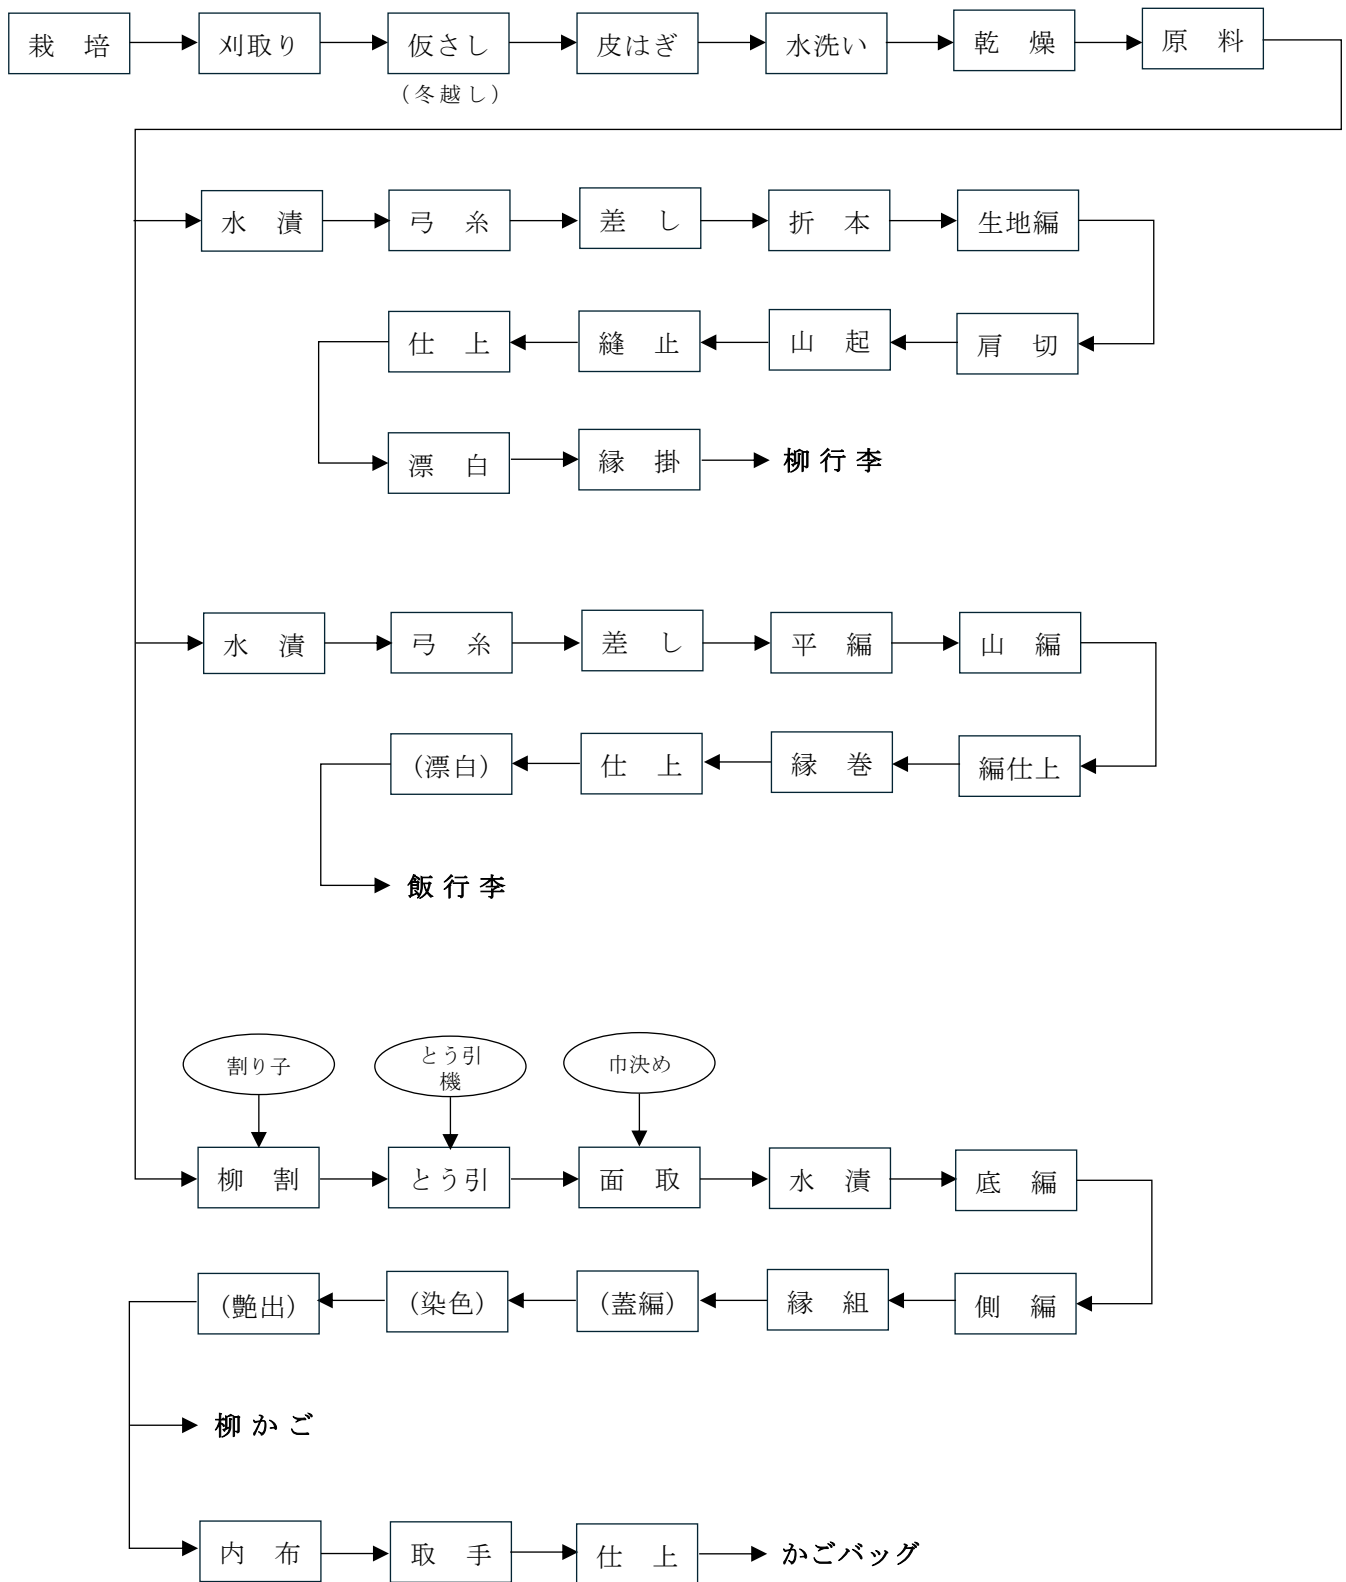 栽 培
刈取り
仮さし
皮はぎ
水洗い
乾 燥
原 料
（冬越し）
水 漬
弓 糸
差 し
折 本
生地編
肩 切
山 起
縫 止
仕 上
漂 白
縁 掛
柳行李
水 漬
弓 糸
差 し
平 編
山 編
編仕上
縁 巻
仕 上
(漂白)
飯行李
割り子
とう引
機
巾決め
柳 割
とう引
面 取
水 漬
底 編
側 編
縁 組
(蓋編)
(染色)
(艶出)
柳かご
内 布
取 手
仕 上
かごバッグ